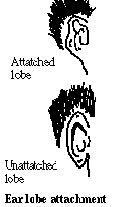 Attatched
lobe
Unattatched
lobe
Ear lobe attachment